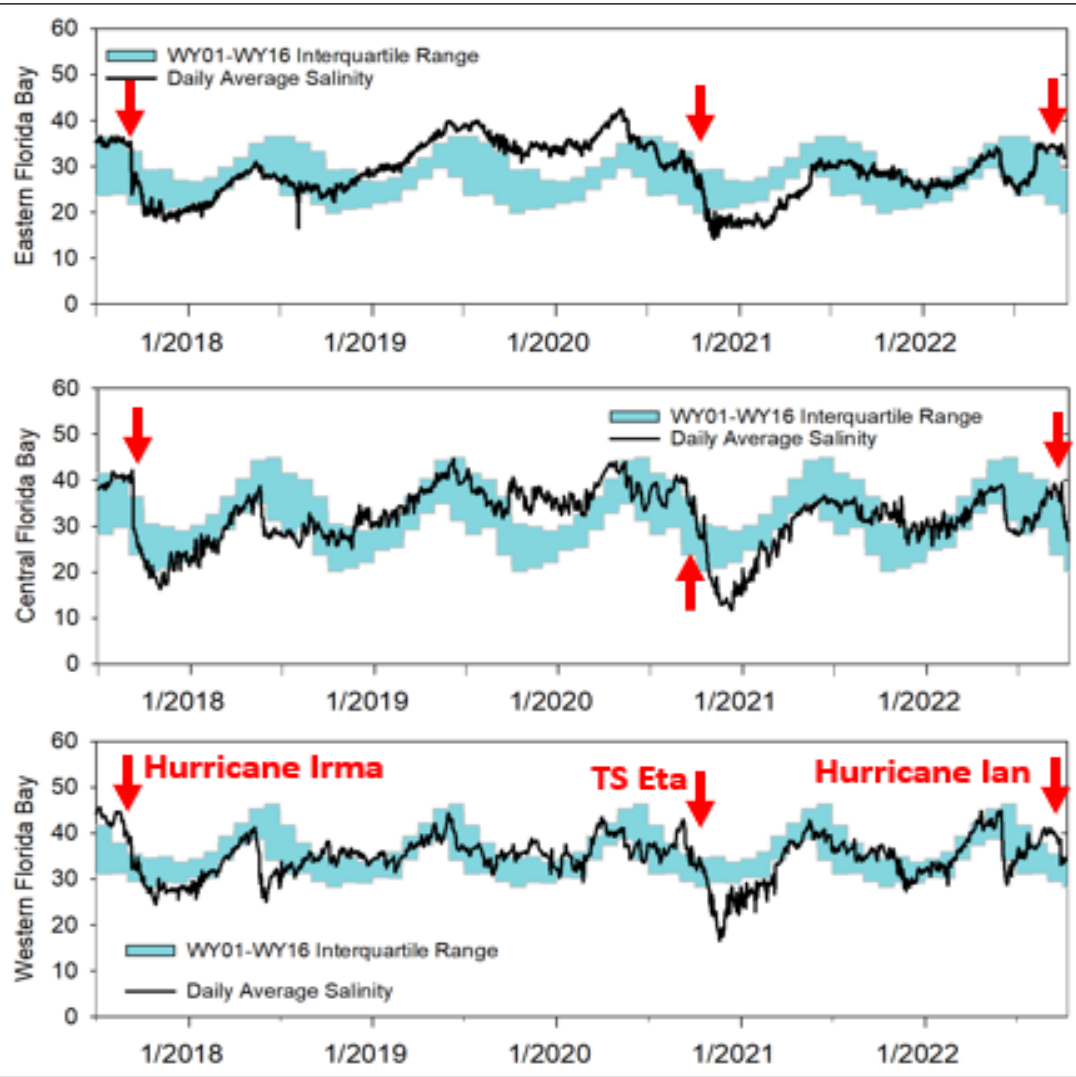 60
50
40
30
20
10
0
Eastern Florida Bay
WY01-WY16 Interquartile Range
Daily Average Salinity
1/2018 1/2019 1/2020 1/2021 1/2022
60
50
40
30
20
10
0
Central Florida Bay
WY01-WY16 Interquartile Range
Daily Average Salinity
1/2018 1/2019 1/2020 1/2021 1/2022
60
50
40
30
20
10
0
Western Florida Bay
Hurricane Irma
TS Eta
Hurricane Ian
WY01-WY16 Interquartile Range
Daily Average Salinity
1/2018 1/2019 1/2020 1/2021 1/2022